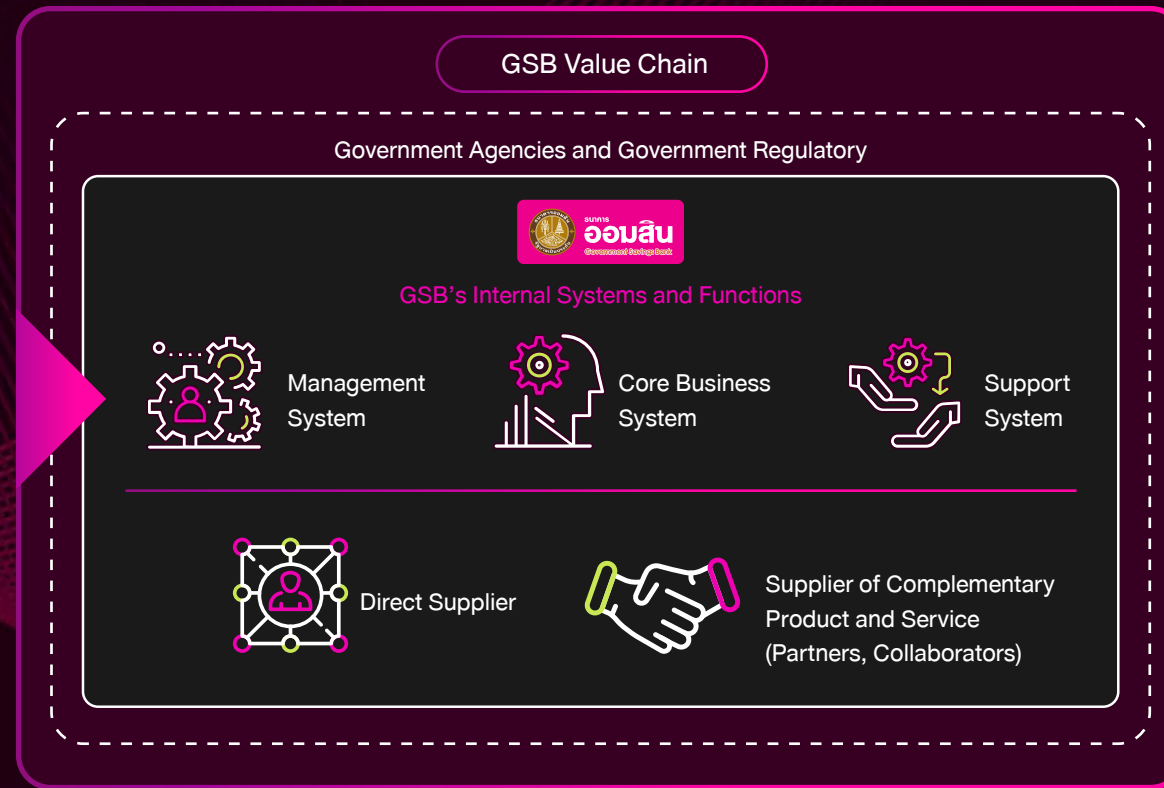 GSB Value Chain
Government Agencies and Government Regulatory
ธนาคาร
ออมสิน
Government Savings Bank
GSB's Internal Systems and Functions
Management
System
Core Business
System
Support
System
Direct Supplier
Supplier of Complementary
Product and Service
(Partners, Collaborators)